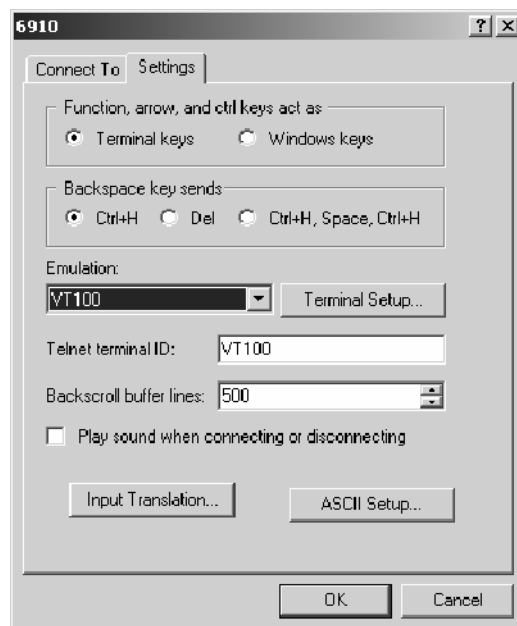 6910
Connect To Settings
Function, arrow, and ctrl keys act as
Terminal keys Windows keys
Backspace key sends
Ctrl+H Del Ctrl+H, Space, Ctrl+H
Emulation:
VT100 Terminal Setup...
Telnet terminal ID: VT100
Backscroll buffer lines: 500
Play sound when connecting or disconnecting
Input Translation... ASCII Setup...
OK Cancel